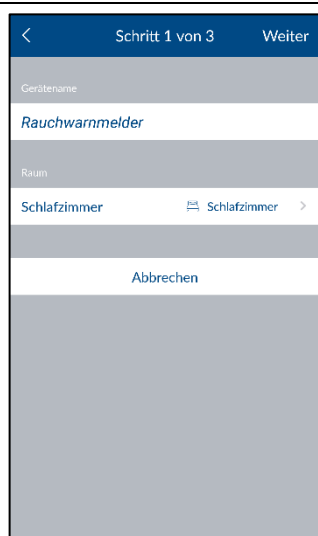 Schritt 1 von 3 Weiter
Gerätename
Rauchwarnmelder
Raum
Schlafzimmer Schlafzimmer
Abbrechen